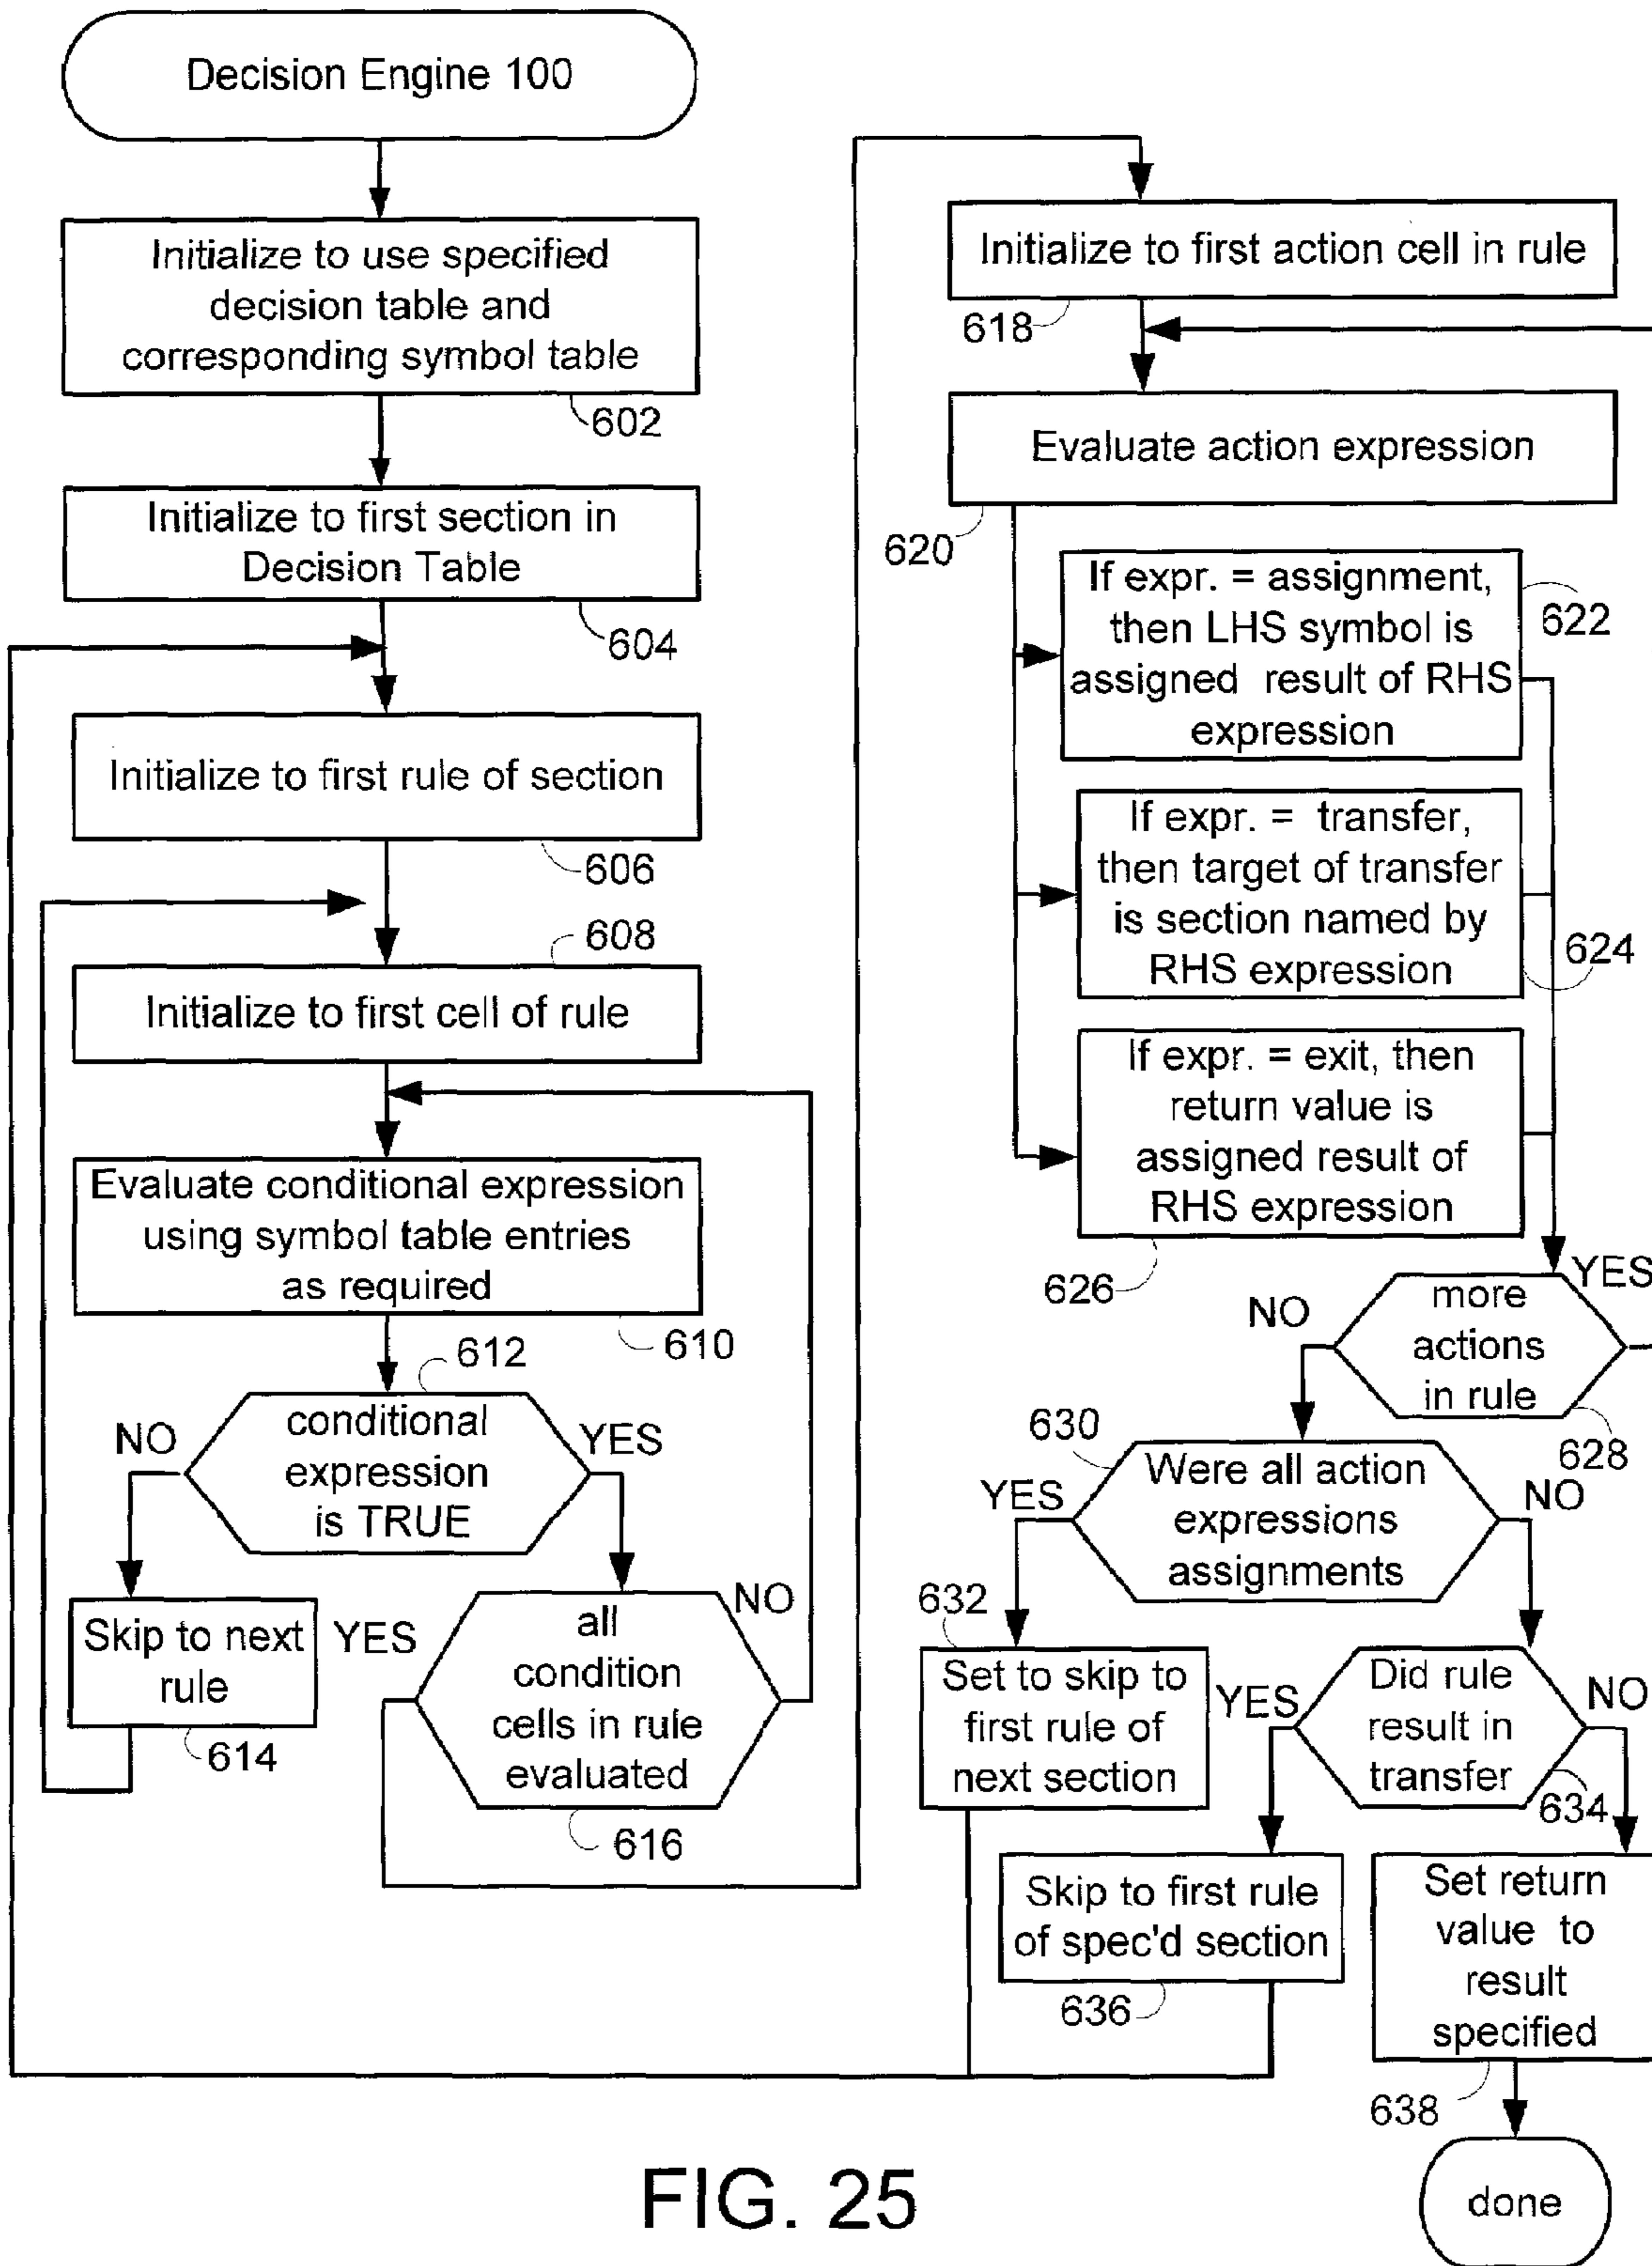 Decision Engine 100
Initialize to use specified
decision table and
corresponding symbol table
602
Initialize to first section in
Decision Table
604
Initialize to first rule of section
606
608
Initialize to first cell of rule
Evaluate conditional expression
using symbol table entries
as required
610
612
conditional
expression
is TRUE
NO
YES
Skip to next
rule
614
all
condition
cells in rule
evaluated
YES
NO
616
Initialize to first action cell in rule
618
Evaluate action expression
620
If expr. = assignment,
then LHS symbol is
assigned result of RHS
expression
622
If expr. = transfer,
then target of transfer
is section named by
RHS expression
624
If expr. = exit, then
return value is
assigned result of
RHS expression
626
more
actions
in rule
YES
NO
628
630
Were all action
expressions
assignments
YES
NO
632
Set to skip to
first rule of
next section
Did rule
result in
transfer
YES
NO
634
Skip to first rule
of spec'd section
636
Set return
value to
result
specified
638
done
FIG. 25